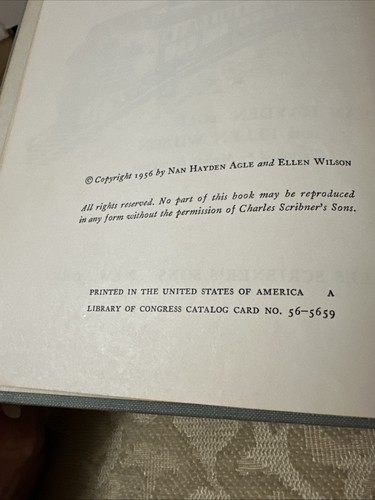 © Copyright 1956 by NAN HAYDEN AGLE and ELLEN WILSON
All rights reserved. No part of this book may be reproduced
in any form without the permission of Charles Scribner's Sons.
PRINTED IN THE UNITED STATES OF AMERICA A
LIBRARY OF CONGRESS CATALOG CARD NO. 56–5659